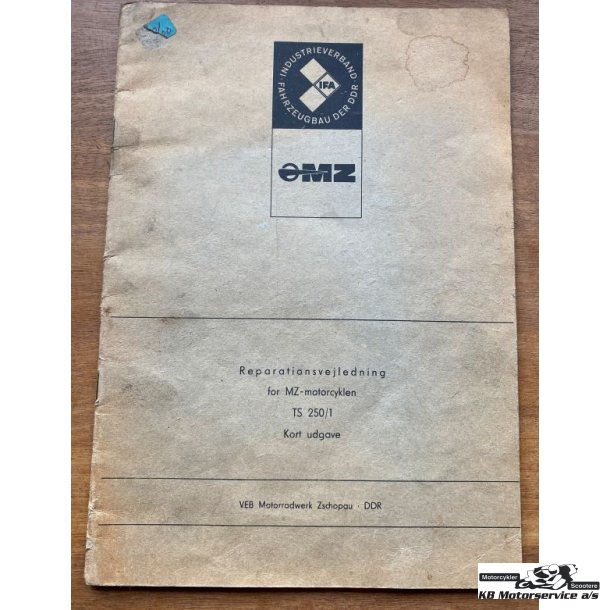 INDUSTRIEVERBAND
FAHRZEUGBAU DER DDR
IFA
MZ
Reparationsvejledning
for MZ-motorcyklen
TS 250/1
Kort udgave
VEB Motorradwerk Zschopau · DDR
Motorcykler
Scootere
KB Motorservice a/s